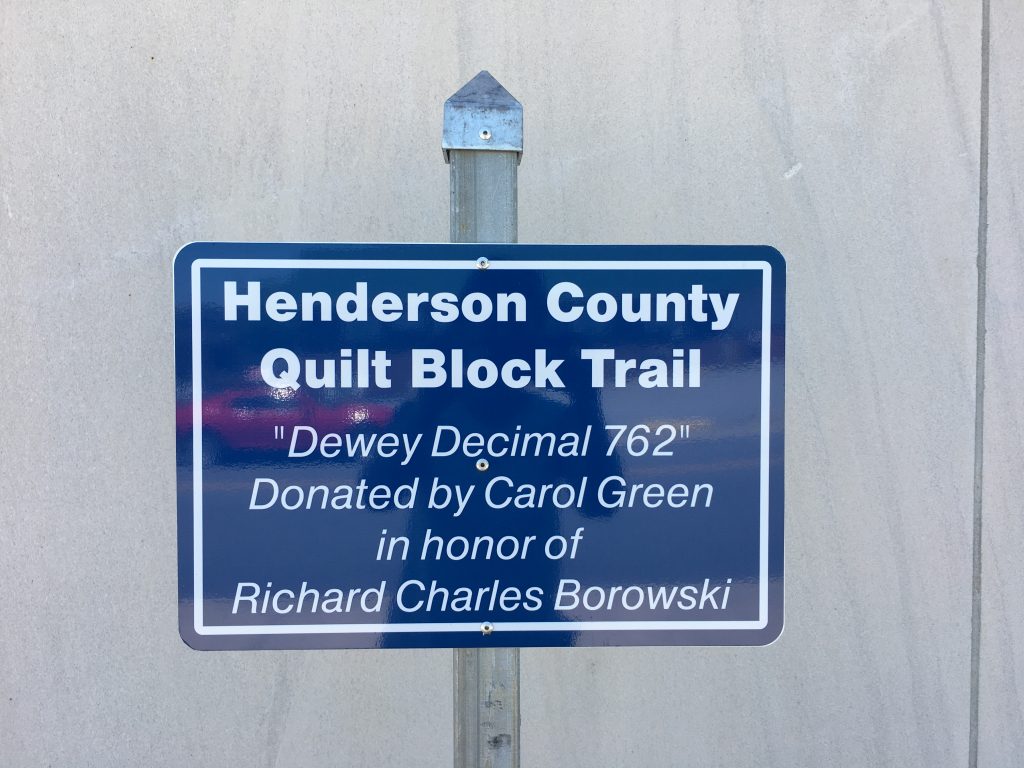 Henderson County
Quilt Block Trail
"Dewey Decimal 762"
Donated by Carol Green
in honor of
Richard Charles Borowski